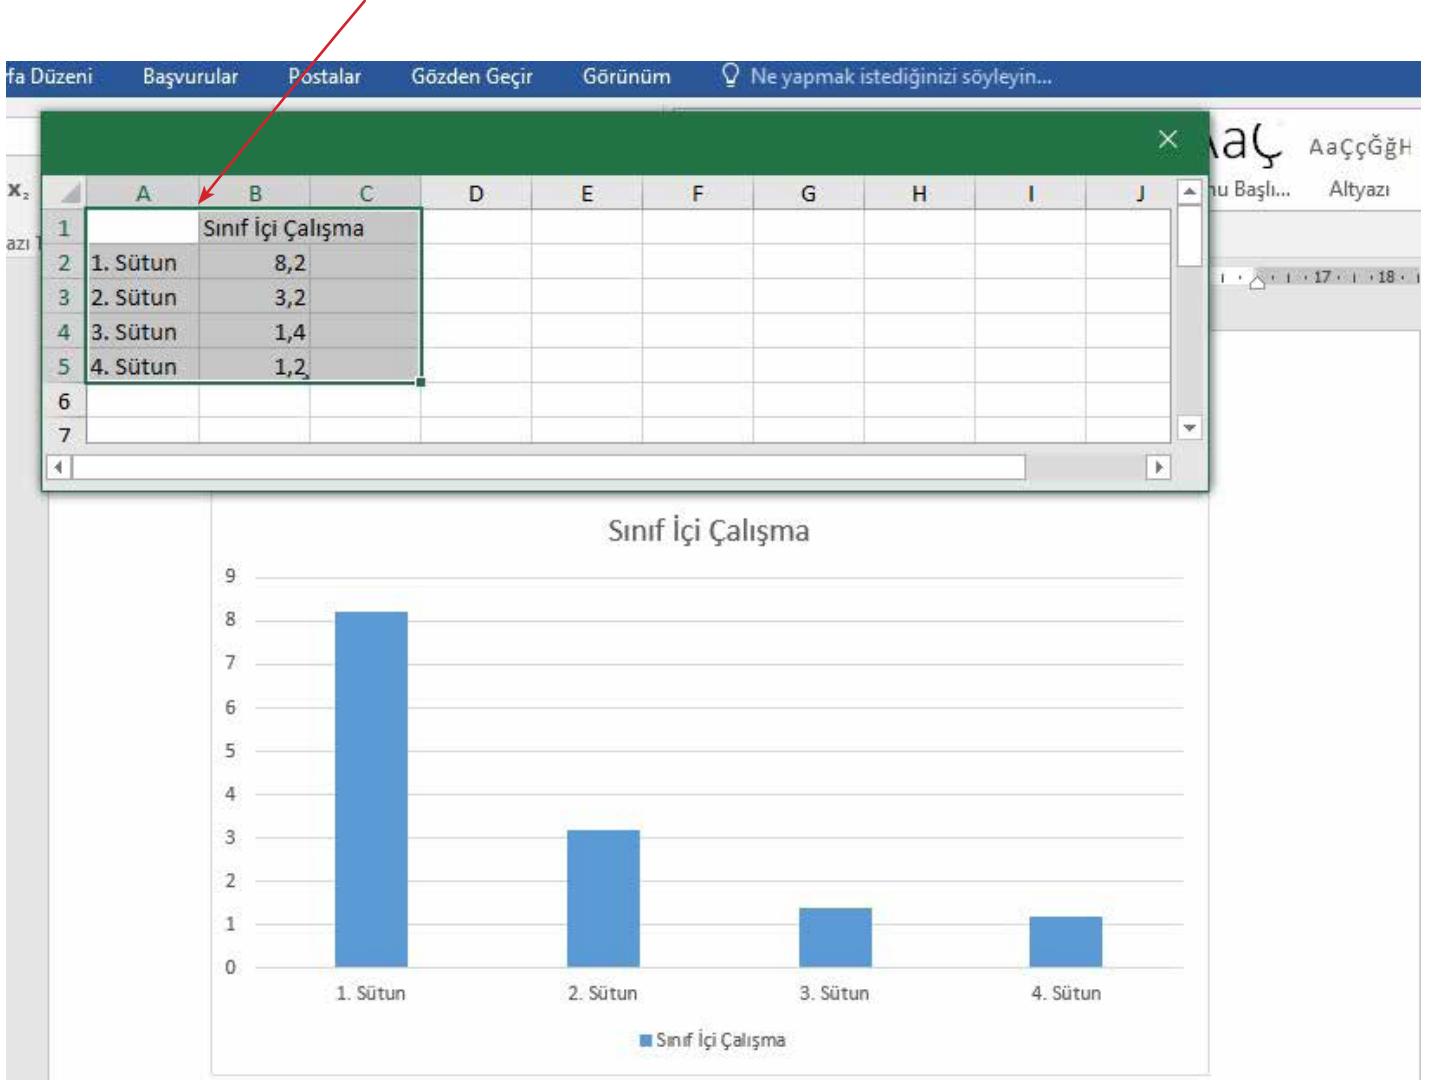 fa Düzeni Başvurular Postalar Gözden Geçir Görünüm Ne yapmak istediğinizi söyleyin...
AaÇ AaÇçĞğH
x₂ nu Başlı... Altyazı
azı
A B C D E F G H I J
1 Sınıf İçi Çalışma
2 1. Sütun 8,2
3 2. Sütun 3,2
4 3. Sütun 1,4
5 4. Sütun 1,2
6
7
17 18
Sınıf İçi Çalışma
9
8
7
6
5
4
3
2
1
0
1. Sütun 2. Sütun 3. Sütun 4. Sütun
Sınıf İçi Çalışma